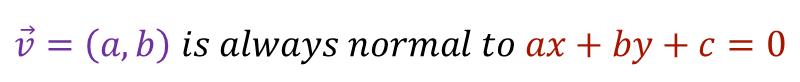 v⃗ = (a, b) is always normal to ax + by + c = 0